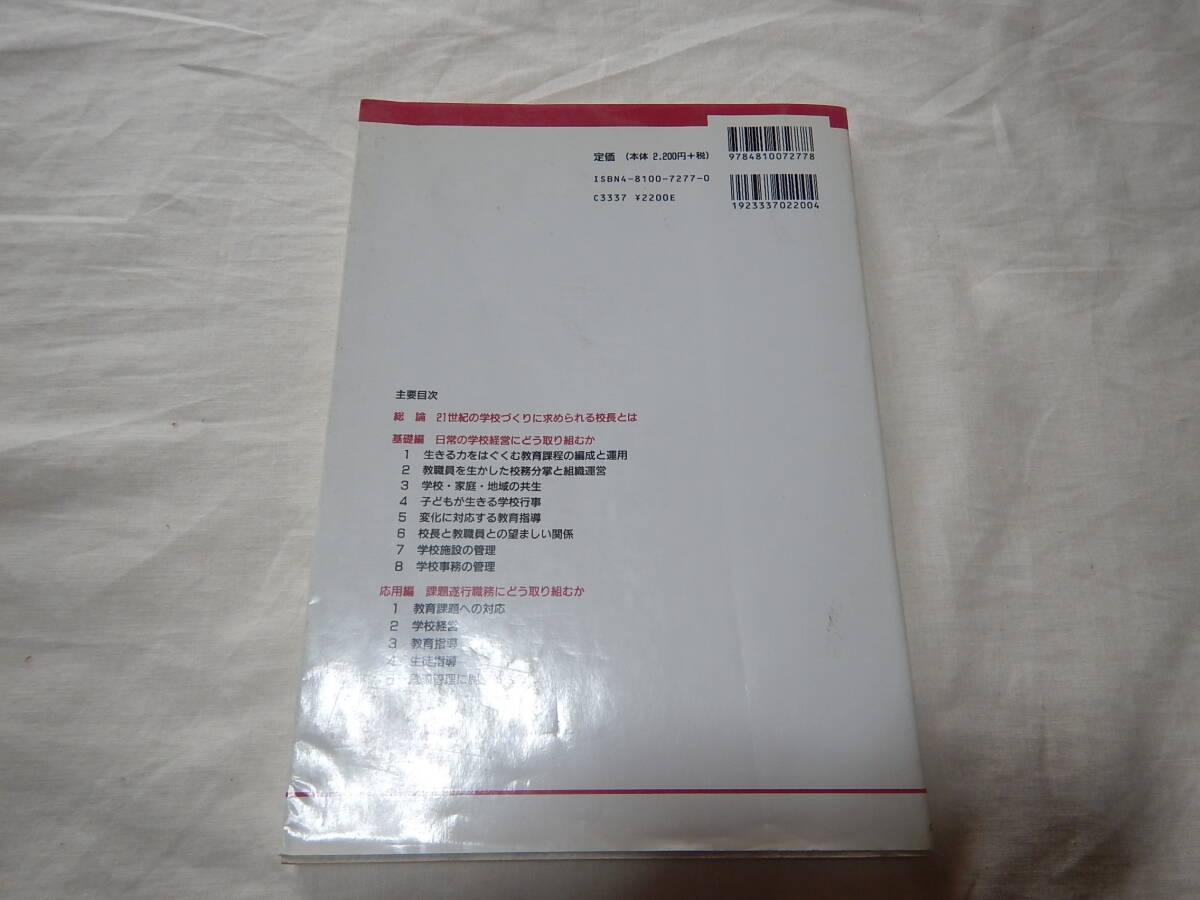 9784810072778
定価 (本体 2,200円+税)
ISBN4-8100-7277-0
C3337 ¥2200E
1923337022004
主要目次
総 論 21世紀の学校づくりに求められる校長とは
基礎編 日常の学校経営にどう取り組むか
1 生きる力をはぐくむ教育課程の編成と運用
2 教職員を生かした校務分掌と組織運営
3 学校・家庭・地域の共生
4 子どもが生きる学校行事
5 変化に対応する教育指導
6 校長と教職員との望ましい関係
7 学校施設の管理
8 学校事務の管理
応用編 課題遂行職務にどう取り組むか
1 教育課題への対応
2 学校経営
3 教育指導
4 生徒指導
5 管理に